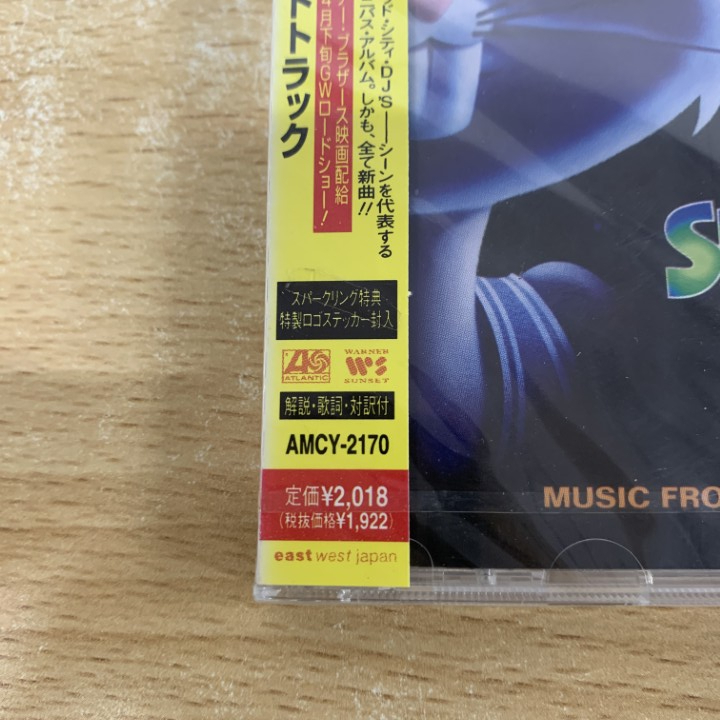 ド・シティ・DJ'S――シーンを代表する
ニバス・アルバム。しかも、全て新曲!!
ー・ブラザース映画配給
4月下旬GWロードショー!
トトラック
スパークリング特典
特製ロゴステッカー封入
ATLANTIC
WARNER
SUNSET
解説・歌詞・対訳付
AMCY-2170
定価¥2,018
(税抜価格¥1,922)
east west japan
S
MUSIC FRO